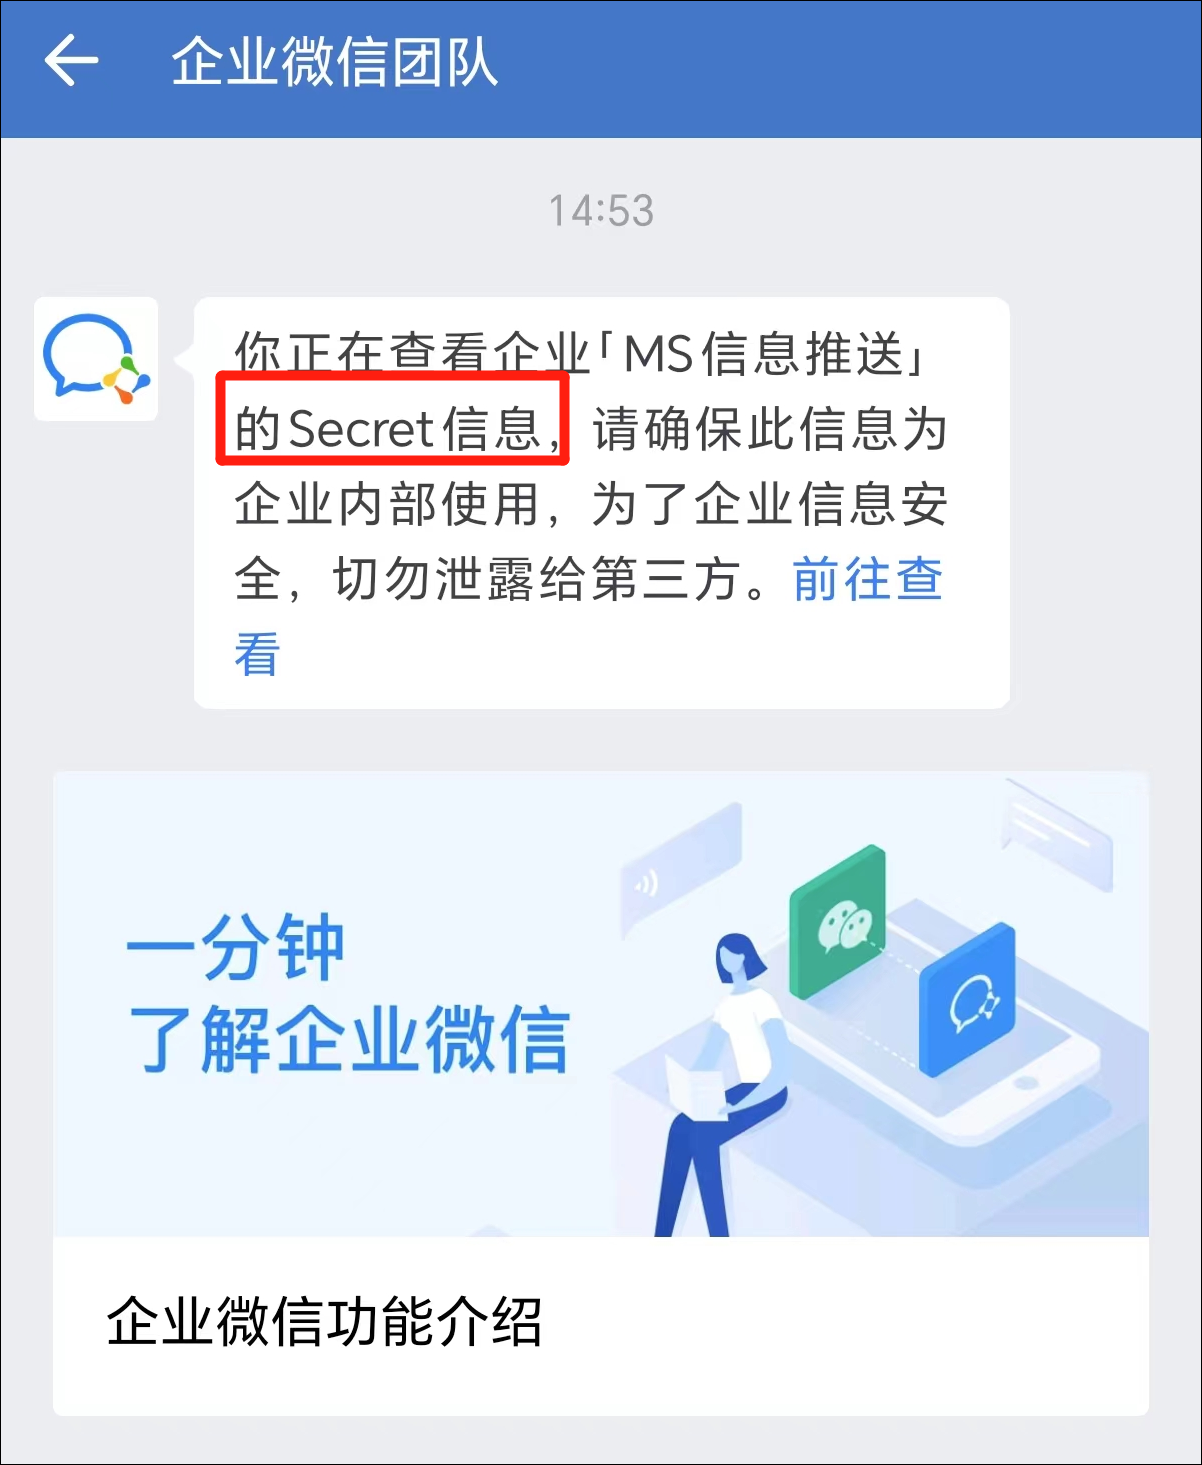 企业微信团队
14:53
你正在查看企业「MS信息推送」
的Secret信息，请确保此信息为
企业内部使用，为了企业信息安
全，切勿泄露给第三方。前往查
看
一分钟
了解企业微信
企业微信功能介绍